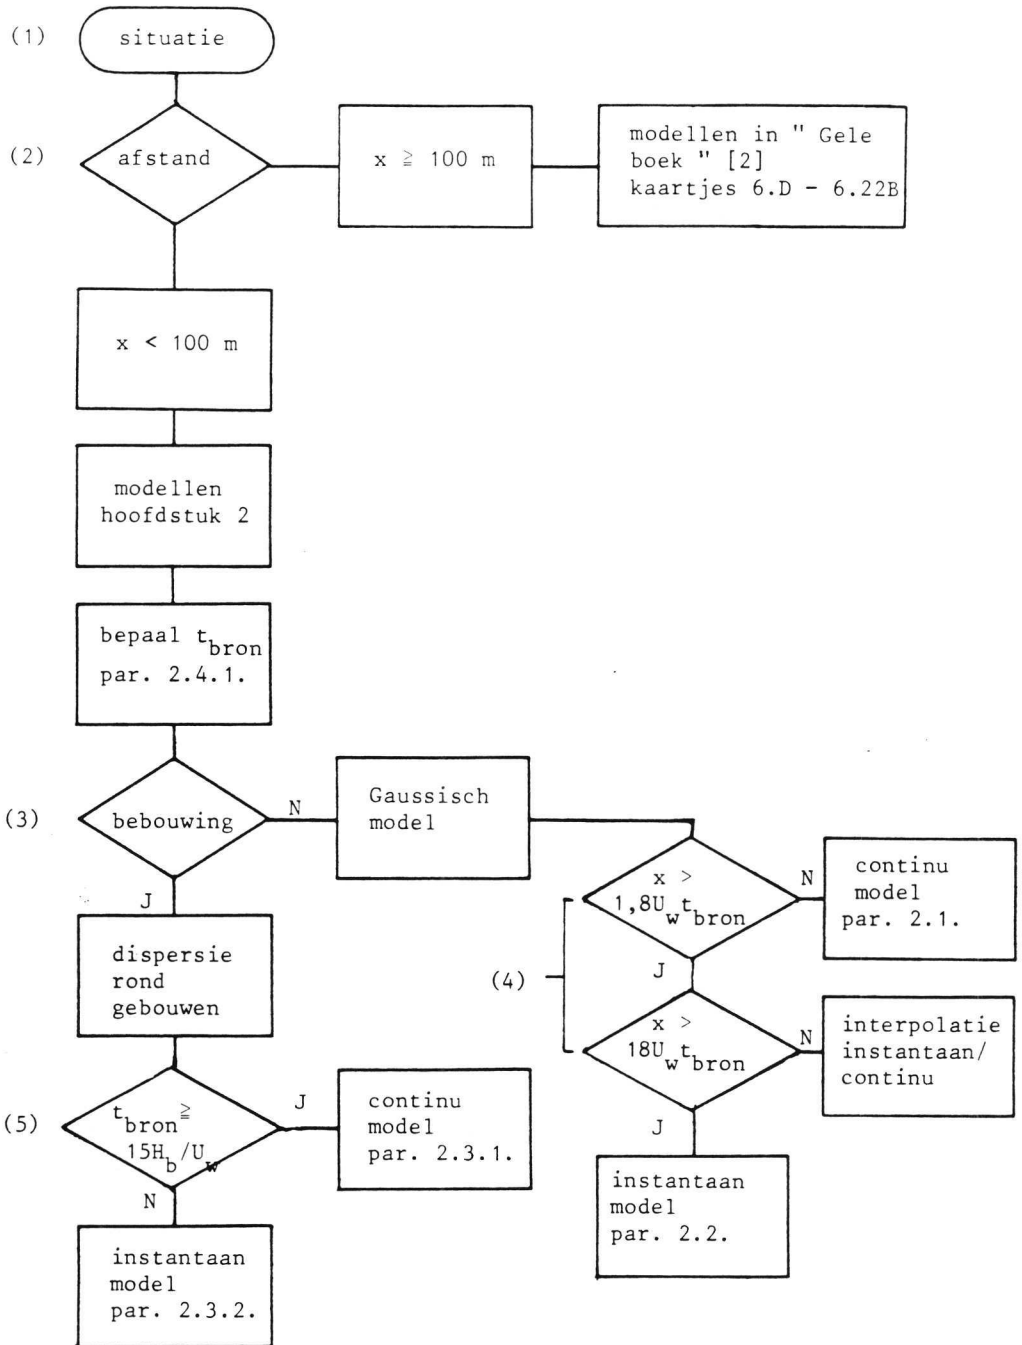 (1)
situatie
(2)
afstand
x ≧ 100 m
modellen in " Gele
boek " [2]
kaartjes 6.D - 6.22B
x < 100 m
modellen
hoofdstuk 2
bepaal t_bron
par. 2.4.1.
(3)
bebouwing
N
Gaussisch
model
J
(4)
x >
1,8U_w t_bron
N
continu
model
par. 2.1.
J
x >
18U_w t_bron
N
interpolatie
instantaan/
continu
J
instantaan
model
par. 2.2.
dispersie
rond
gebouwen
(5)
t_bron ≧
15H_b/U_w
J
continu
model
par. 2.3.1.
N
instantaan
model
par. 2.3.2.